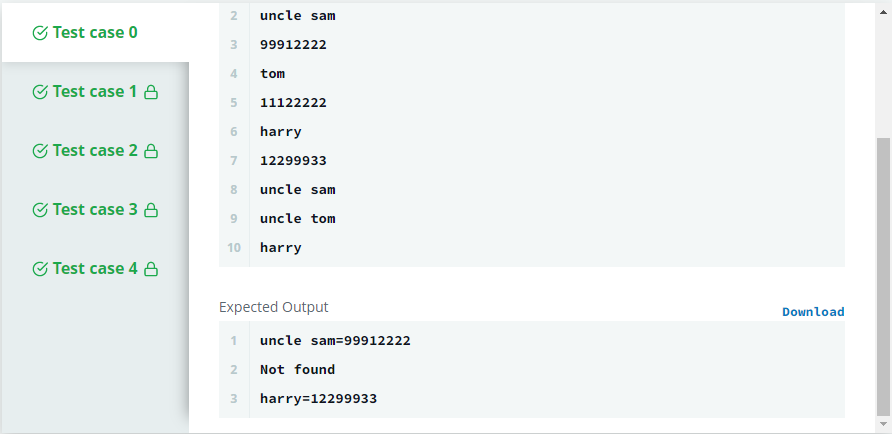 Test case 0
Test case 1
Test case 2
Test case 3
Test case 4
2 uncle sam
3 99912222
4 tom
5 11122222
6 harry
7 12299933
8 uncle sam
9 uncle tom
10 harry
Expected Output
Download
1 uncle sam=99912222
2 Not found
3 harry=12299933